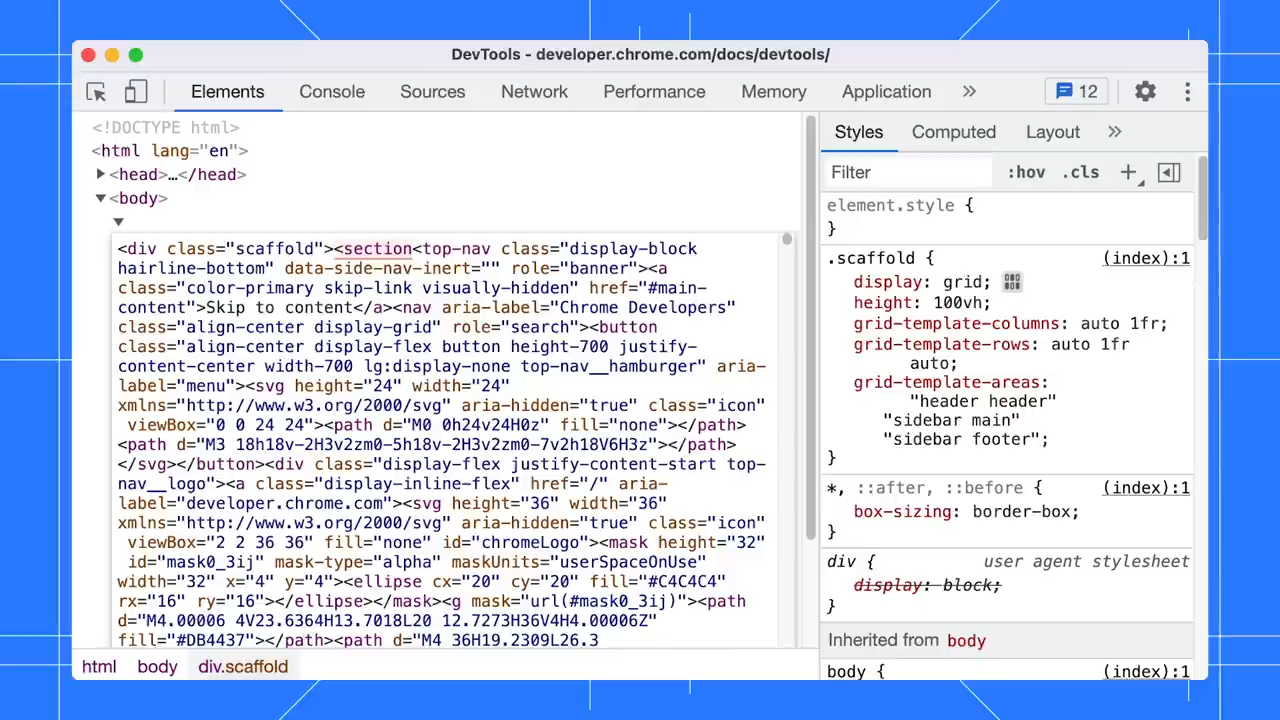 DevTools - developer.chrome.com/docs/devtools/
Elements Console Sources Network Performance Memory Application » 12
<!DOCTYPE html>
<html lang="en">
<head>…</head>
<body>
<div class="scaffold"><section<top-nav class="display-block
hairline-bottom" data-side-nav-inert="" role="banner"><a
class="color-primary skip-link visually-hidden" href="#main-
content">Skip to content</a><nav aria-label="Chrome Developers"
class="align-center display-grid" role="search"><button
class="align-center display-flex button height-700 justify-
content-center width-700 lg:display-none top-nav__hamburger" aria-
label="menu"><svg height="24" width="24"
xmlns="http://www.w3.org/2000/svg" aria-hidden="true" class="icon"
viewBox="0 0 24 24"><path d="M0 0h24v24H0z" fill="none"></path>
<path d="M3 18h18v-2H3v2zm0-5h18v-2H3v2zm0-7v2h18V6H3z"></path>
</svg></button><div class="display-flex justify-content-start top-
nav__logo"><a class="display-inline-flex" href="/" aria-
label="developer.chrome.com"><svg height="36" width="36"
xmlns="http://www.w3.org/2000/svg" aria-hidden="true" class="icon"
viewBox="2 2 36 36" fill="none" id="chromeLogo"><mask height="32"
id="mask0_3ij" mask-type="alpha" maskUnits="userSpaceOnUse"
width="32" x="4" y="4"><ellipse cx="20" cy="20" fill="#C4C4C4"
rx="16" ry="16"></ellipse></mask><g mask="url(#mask0_3ij)"><path
d="M4.00006 4V23.6364H13.7018L20 12.7273H36V4H4.00006Z"
fill="#DB4437"></path><path d="M4 36H19.2309L26.3
html body div.scaffold
Styles Computed Layout »
Filter :hov .cls +
element.style {
}
.scaffold { (index):1
display: grid;
height: 100vh;
grid-template-columns: auto 1fr;
grid-template-rows: auto 1fr
auto;
grid-template-areas:
"header header"
"sidebar main"
"sidebar footer";
}
*, ::after, ::before { (index):1
box-sizing: border-box;
}
div { user agent stylesheet
display: block;
}
Inherited from body
body { (index):1